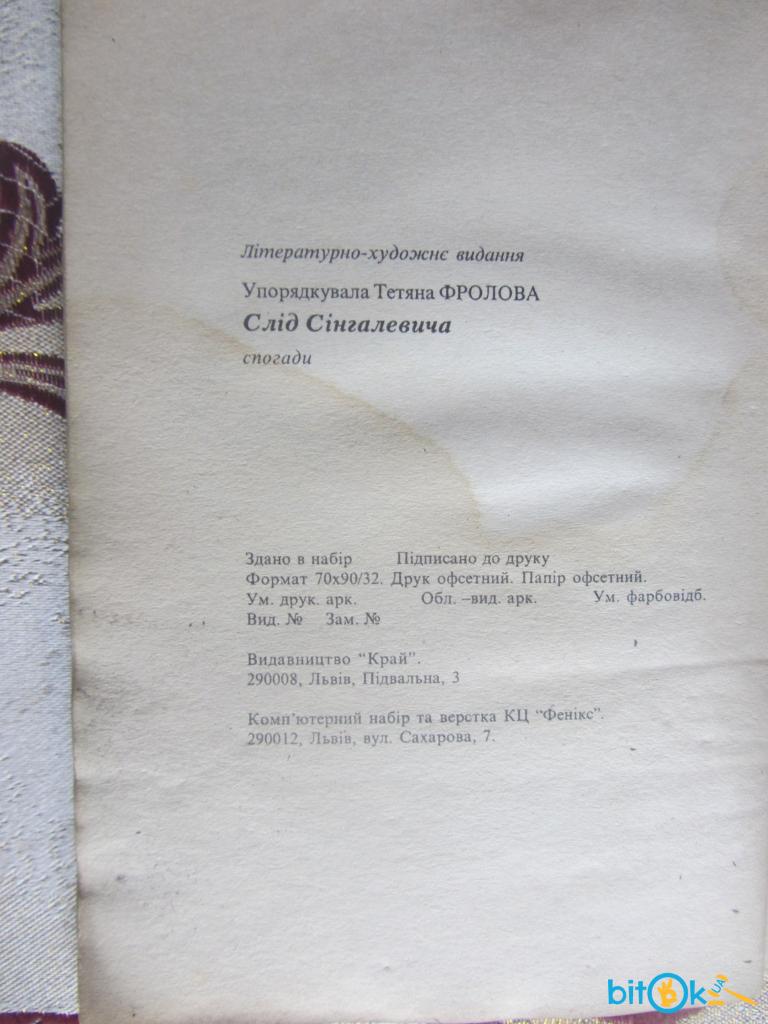 Літературно-художнє видання
Упорядкувала Тетяна ФРОЛОВА
Слід Сінгалевича
спогади
Здано в набір Підписано до друку
Формат 70х90/32. Друк офсетний. Папір офсетний.
Ум. друк. арк. Обл. –вид. арк. Ум. фарбовідб.
Вид. № Зам. №
Видавництво “Край”.
290008, Львів, Підвальна, 3
Комп’ютерний набір та верстка КЦ “Фенікс”.
290012, Львів, вул. Сахарова, 7.
bitOk UA